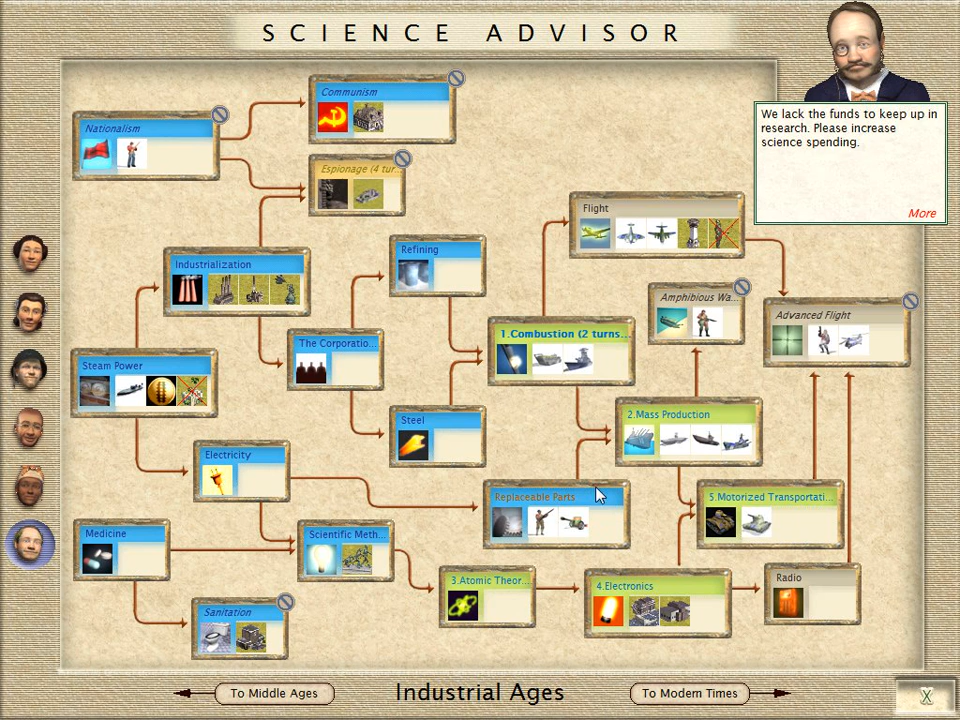 SCIENCE ADVISOR
We lack the funds to keep up in
research. Please increase
science spending.
More
Communism
Nationalism
Espionage (4 tur...
Flight
Refining
Industrialization
Amphibious Wa...
Advanced Flight
1.Combustion (2 turns...
The Corporatio...
Steam Power
2.Mass Production
Steel
Electricity
Replaceable Parts
5.Motorized Transportati...
Medicine
Scientific Meth...
3.Atomic Theor...
4.Electronics
Radio
Sanitation
To Middle Ages
Industrial Ages
To Modern Times
X